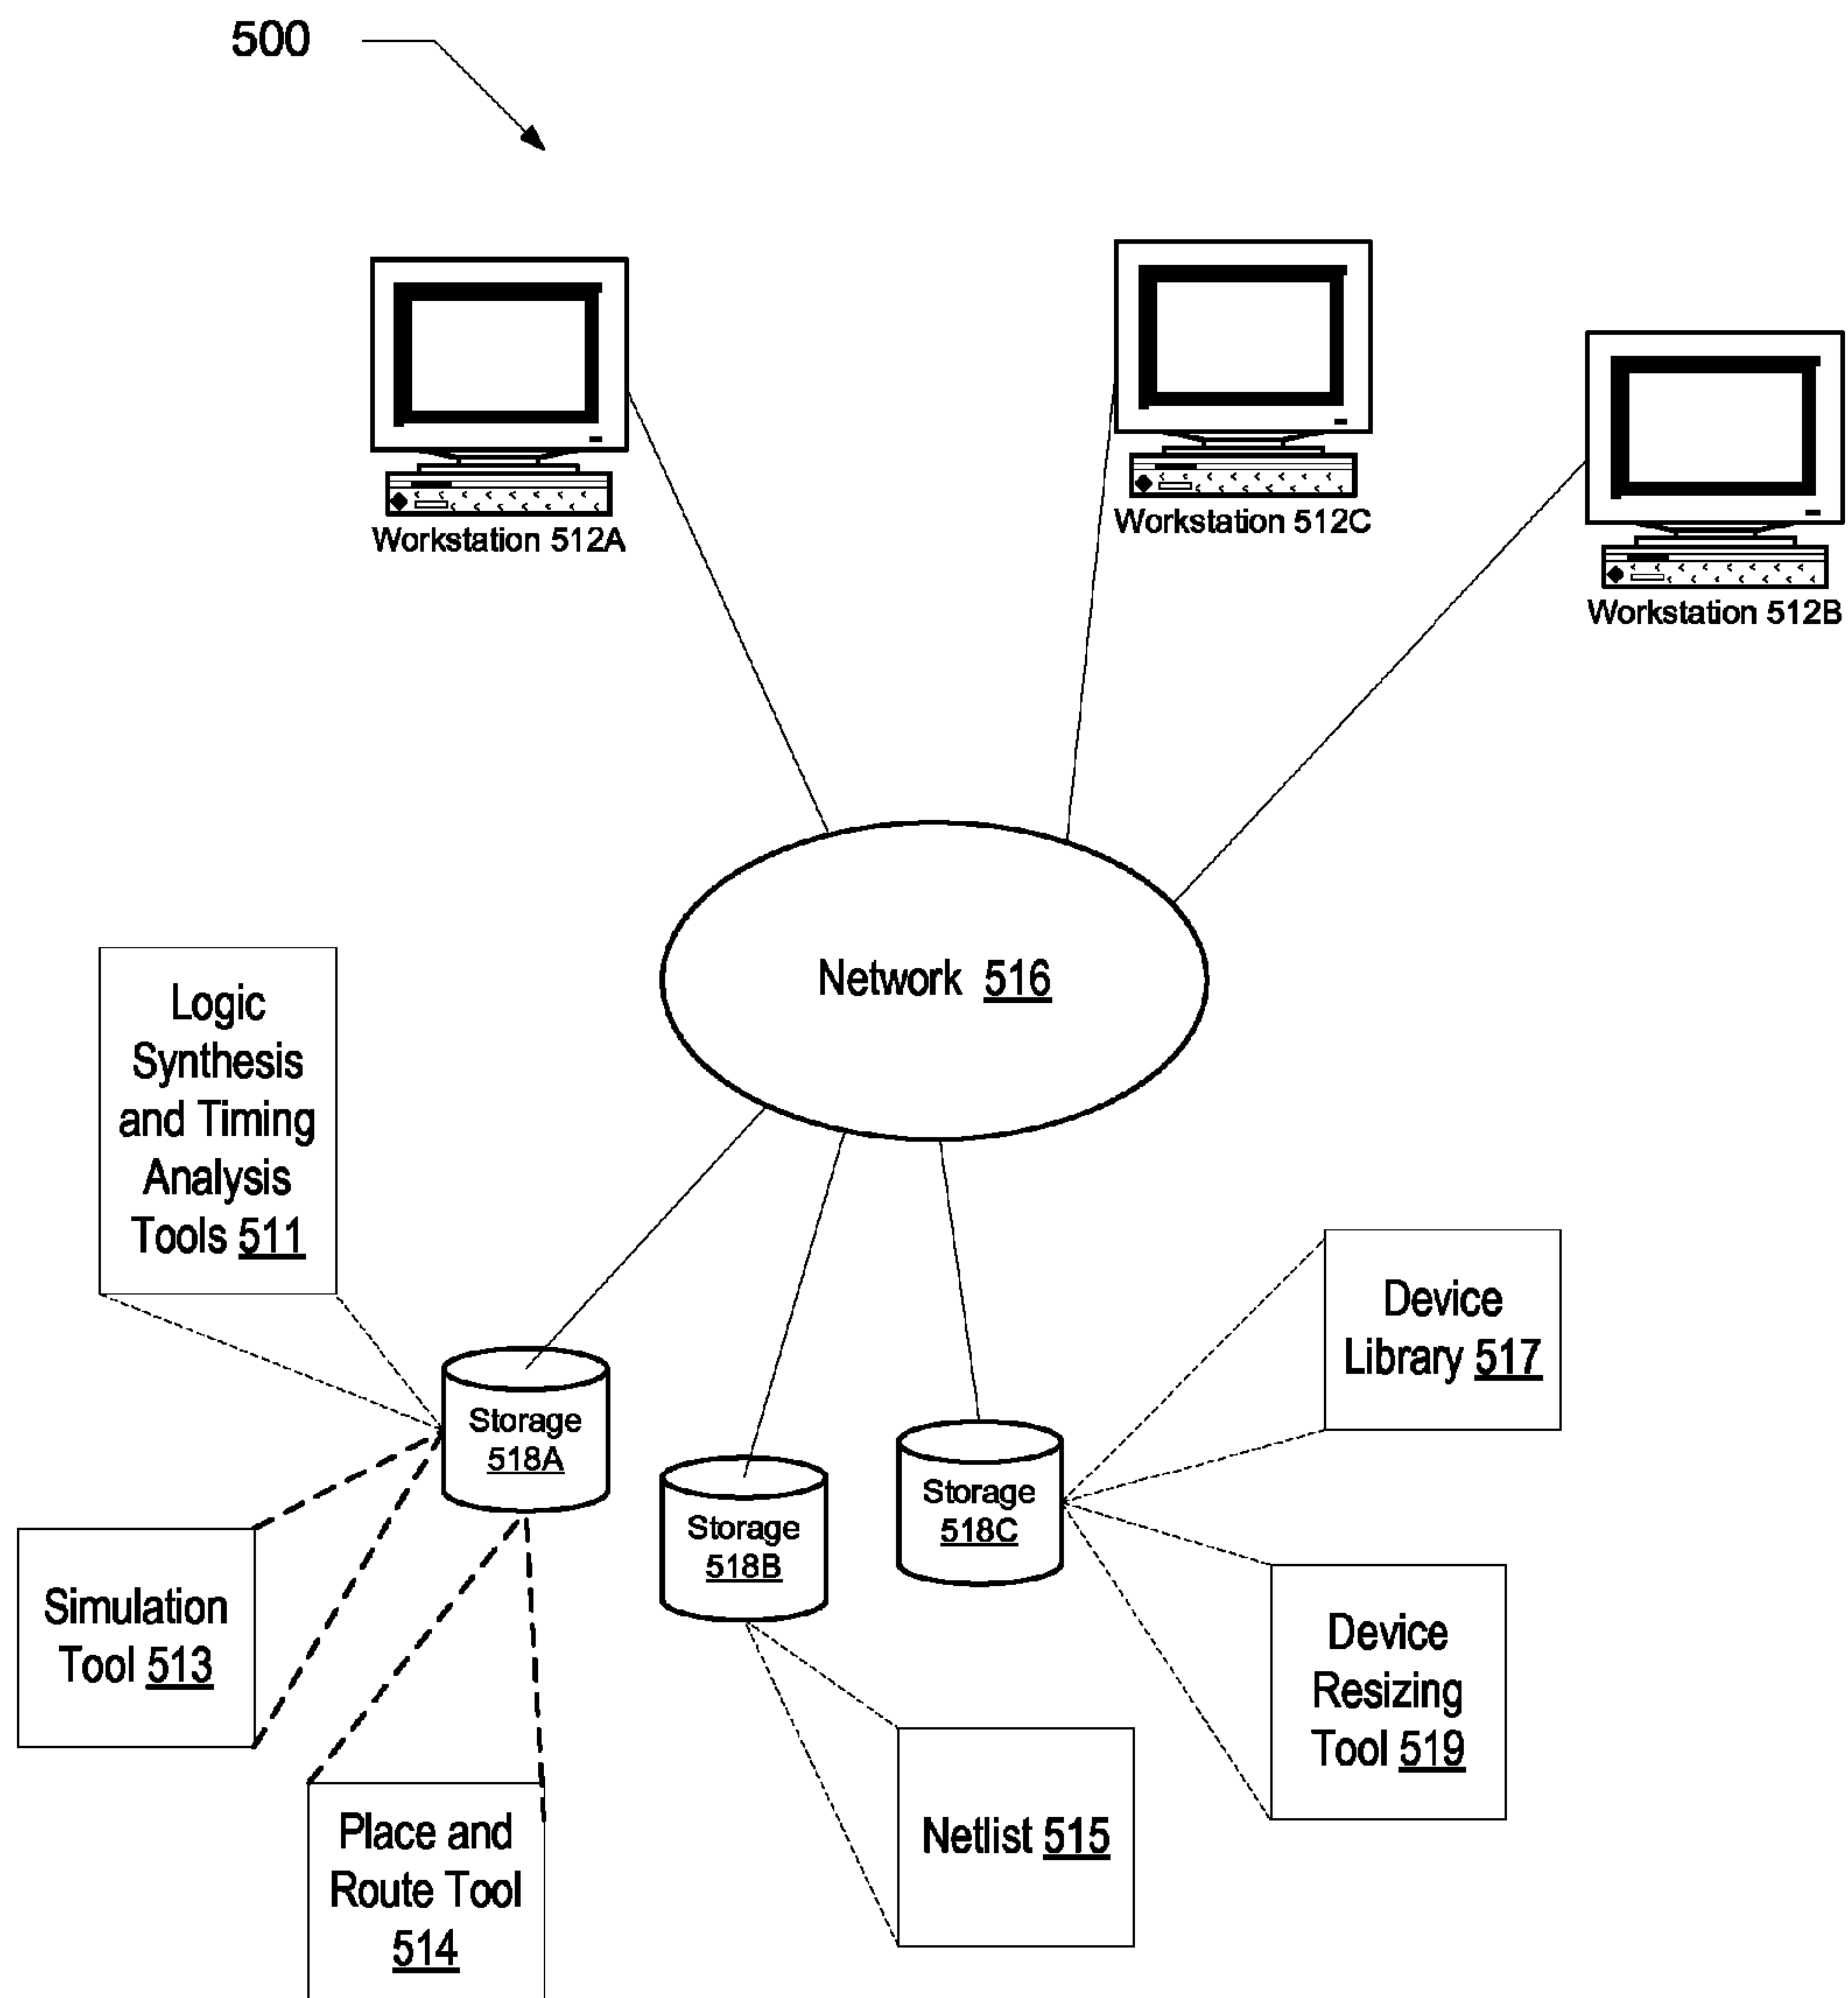 500
Workstation 512A
Workstation 512C
Workstation 512B
Network 516
Logic
Synthesis
and Timing
Analysis
Tools 511
Storage
518A
Storage
518B
Storage
518C
Device
Library 517
Simulation
Tool 513
Device
Resizing
Tool 519
Place and
Route Tool
514
Netlist 515